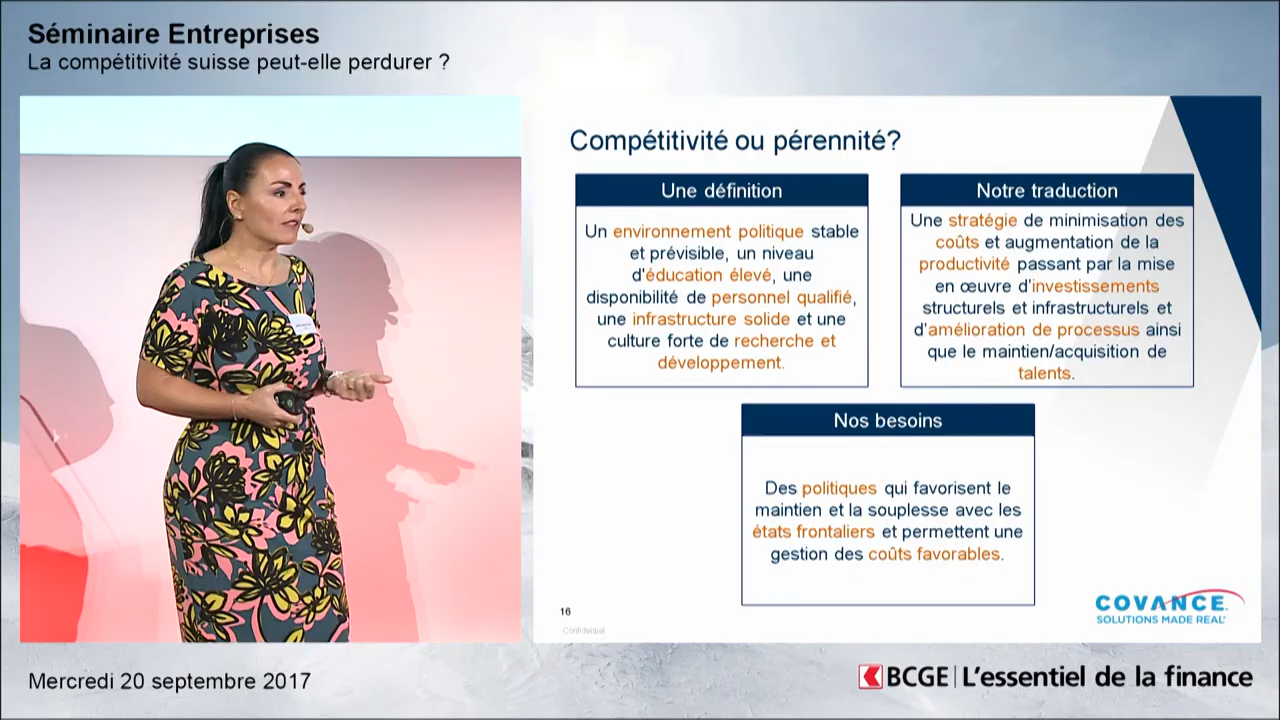 Séminaire Entreprises
La compétitivité suisse peut-elle perdurer ?
Compétitivité ou pérennité?
Une définition
Un environnement politique stable
et prévisible, un niveau
d'éducation élevé, une
disponibilité de personnel qualifié,
une infrastructure solide et une
culture forte de recherche et
développement.
Notre traduction
Une stratégie de minimisation des
coûts et augmentation de la
productivité passant par la mise
en œuvre d'investissements
structurels et infrastructurels et
d'amélioration de processus ainsi
que le maintien/acquisition de
talents.
Nos besoins
Des politiques qui favorisent le
maintien et la souplesse avec les
états frontaliers et permettent une
gestion des coûts favorables.
16
Confidential
COVANCE
SOLUTIONS MADE REAL®
Mercredi 20 septembre 2017
BCGE | L'essentiel de la finance